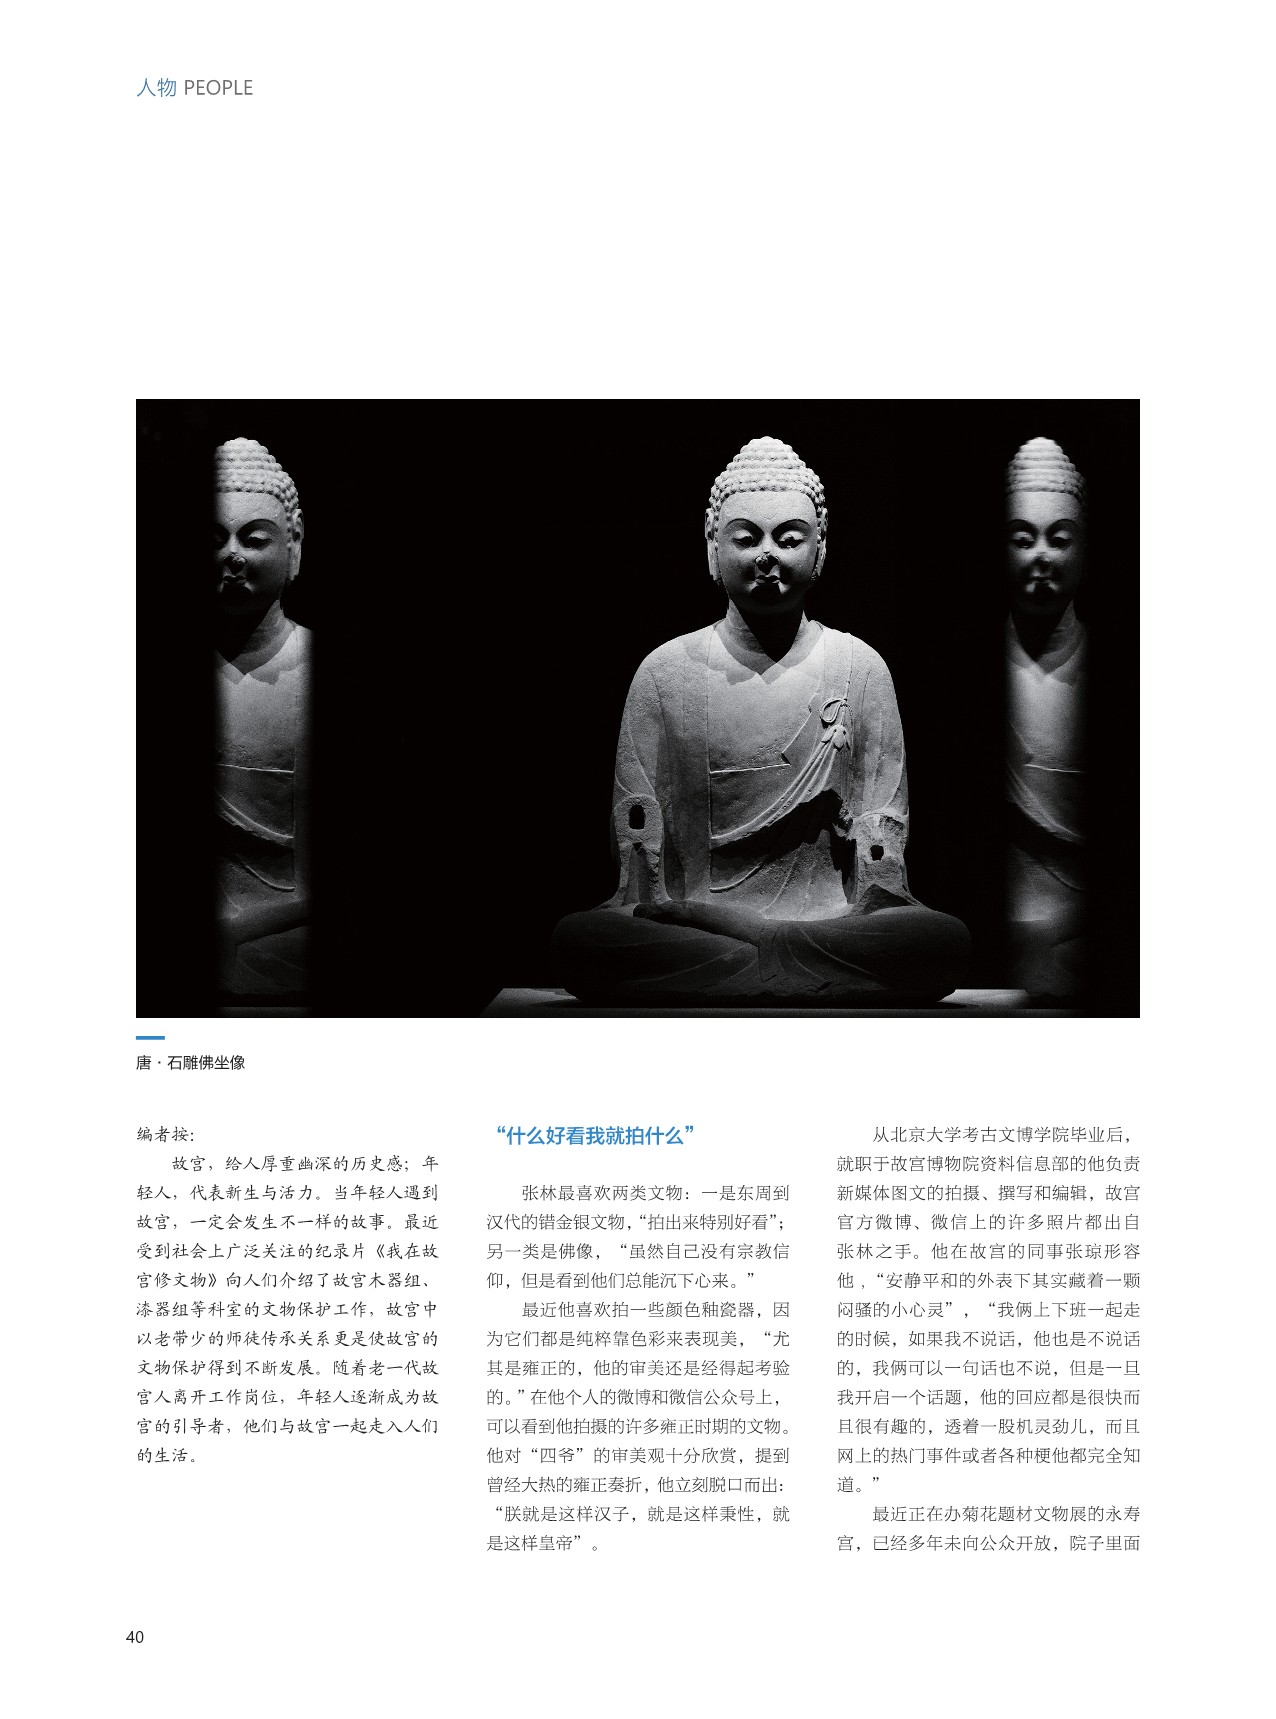 人物 PEOPLE
唐·石雕佛坐像
编者按：
故宫，给人厚重幽深的历史感；年
轻人，代表新生与活力。当年轻人遇到
故宫，一定会发生不一样的故事。最近
受到社会上广泛关注的纪录片《我在故
宫修文物》向人们介绍了故宫木器组、
漆器组等科室的文物保护工作，故宫中
以老带少的师徒传承关系更是使故宫的
文物保护得到不断发展。随着老一代故
宫人离开工作岗位，年轻人逐渐成为故
宫的引导者，他们与故宫一起走入人们
的生活。
“什么好看我就拍什么”
张林最喜欢两类文物：一是东周到
汉代的错金银文物，“拍出来特别好看”；
另一类是佛像，“虽然自己没有宗教信
仰，但是看到他们总能沉下心来。”
最近他喜欢拍一些颜色釉瓷器，因
为它们都是纯粹靠色彩来表现美，“尤
其是雍正的，他的审美还是经得起考验
的。”在他个人的微博和微信公众号上，
可以看到他拍摄的许多雍正时期的文物。
他对“四爷”的审美观十分欣赏，提到
曾经大热的雍正奏折，他立刻脱口而出：
“朕就是这样汉子，就是这样秉性，就
是这样皇帝”。
从北京大学考古文博学院毕业后，
就职于故宫博物院资料信息部的他负责
新媒体图文的拍摄、撰写和编辑，故宫
官方微博、微信上的许多照片都出自
张林之手。他在故宫的同事张琼形容
他，“安静平和的外表下其实藏着一颗
闷骚的小心灵”，“我俩上下班一起走
的时候，如果我不说话，他也是不说话
的，我俩可以一句话也不说，但是一旦
我开启一个话题，他的回应都是很快而
且很有趣的，透着一股机灵劲儿，而且
网上的热门事件或者各种梗他都完全知
道。”
最近正在办菊花题材文物展的永寿
宫，已经多年未向公众开放，院子里面
40